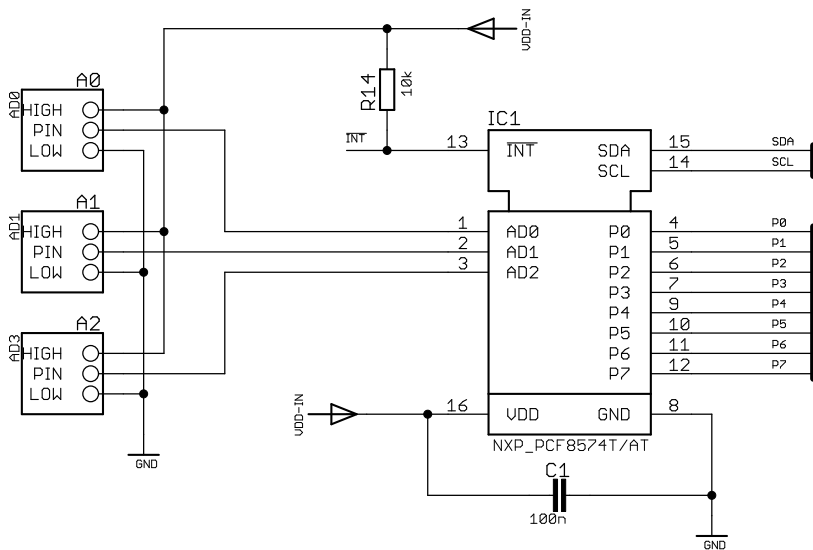 VDD-IN
A0
AD0
HIGH
PIN
LOW
R14
10k
INT
IC1
13
INT
SDA
15
SDA
SCL
14
SCL
A1
AD1
HIGH
PIN
LOW
1
AD0
P0
4
P0
2
AD1
P1
5
P1
3
AD2
P2
6
P2
P3
7
P3
P4
9
P4
P5
10
P5
P6
11
P6
P7
12
P7
A2
AD3
HIGH
PIN
LOW
VDD-IN
16
VDD
GND
8
NXP_PCF8574T/AT
GND
C1
100n
GND